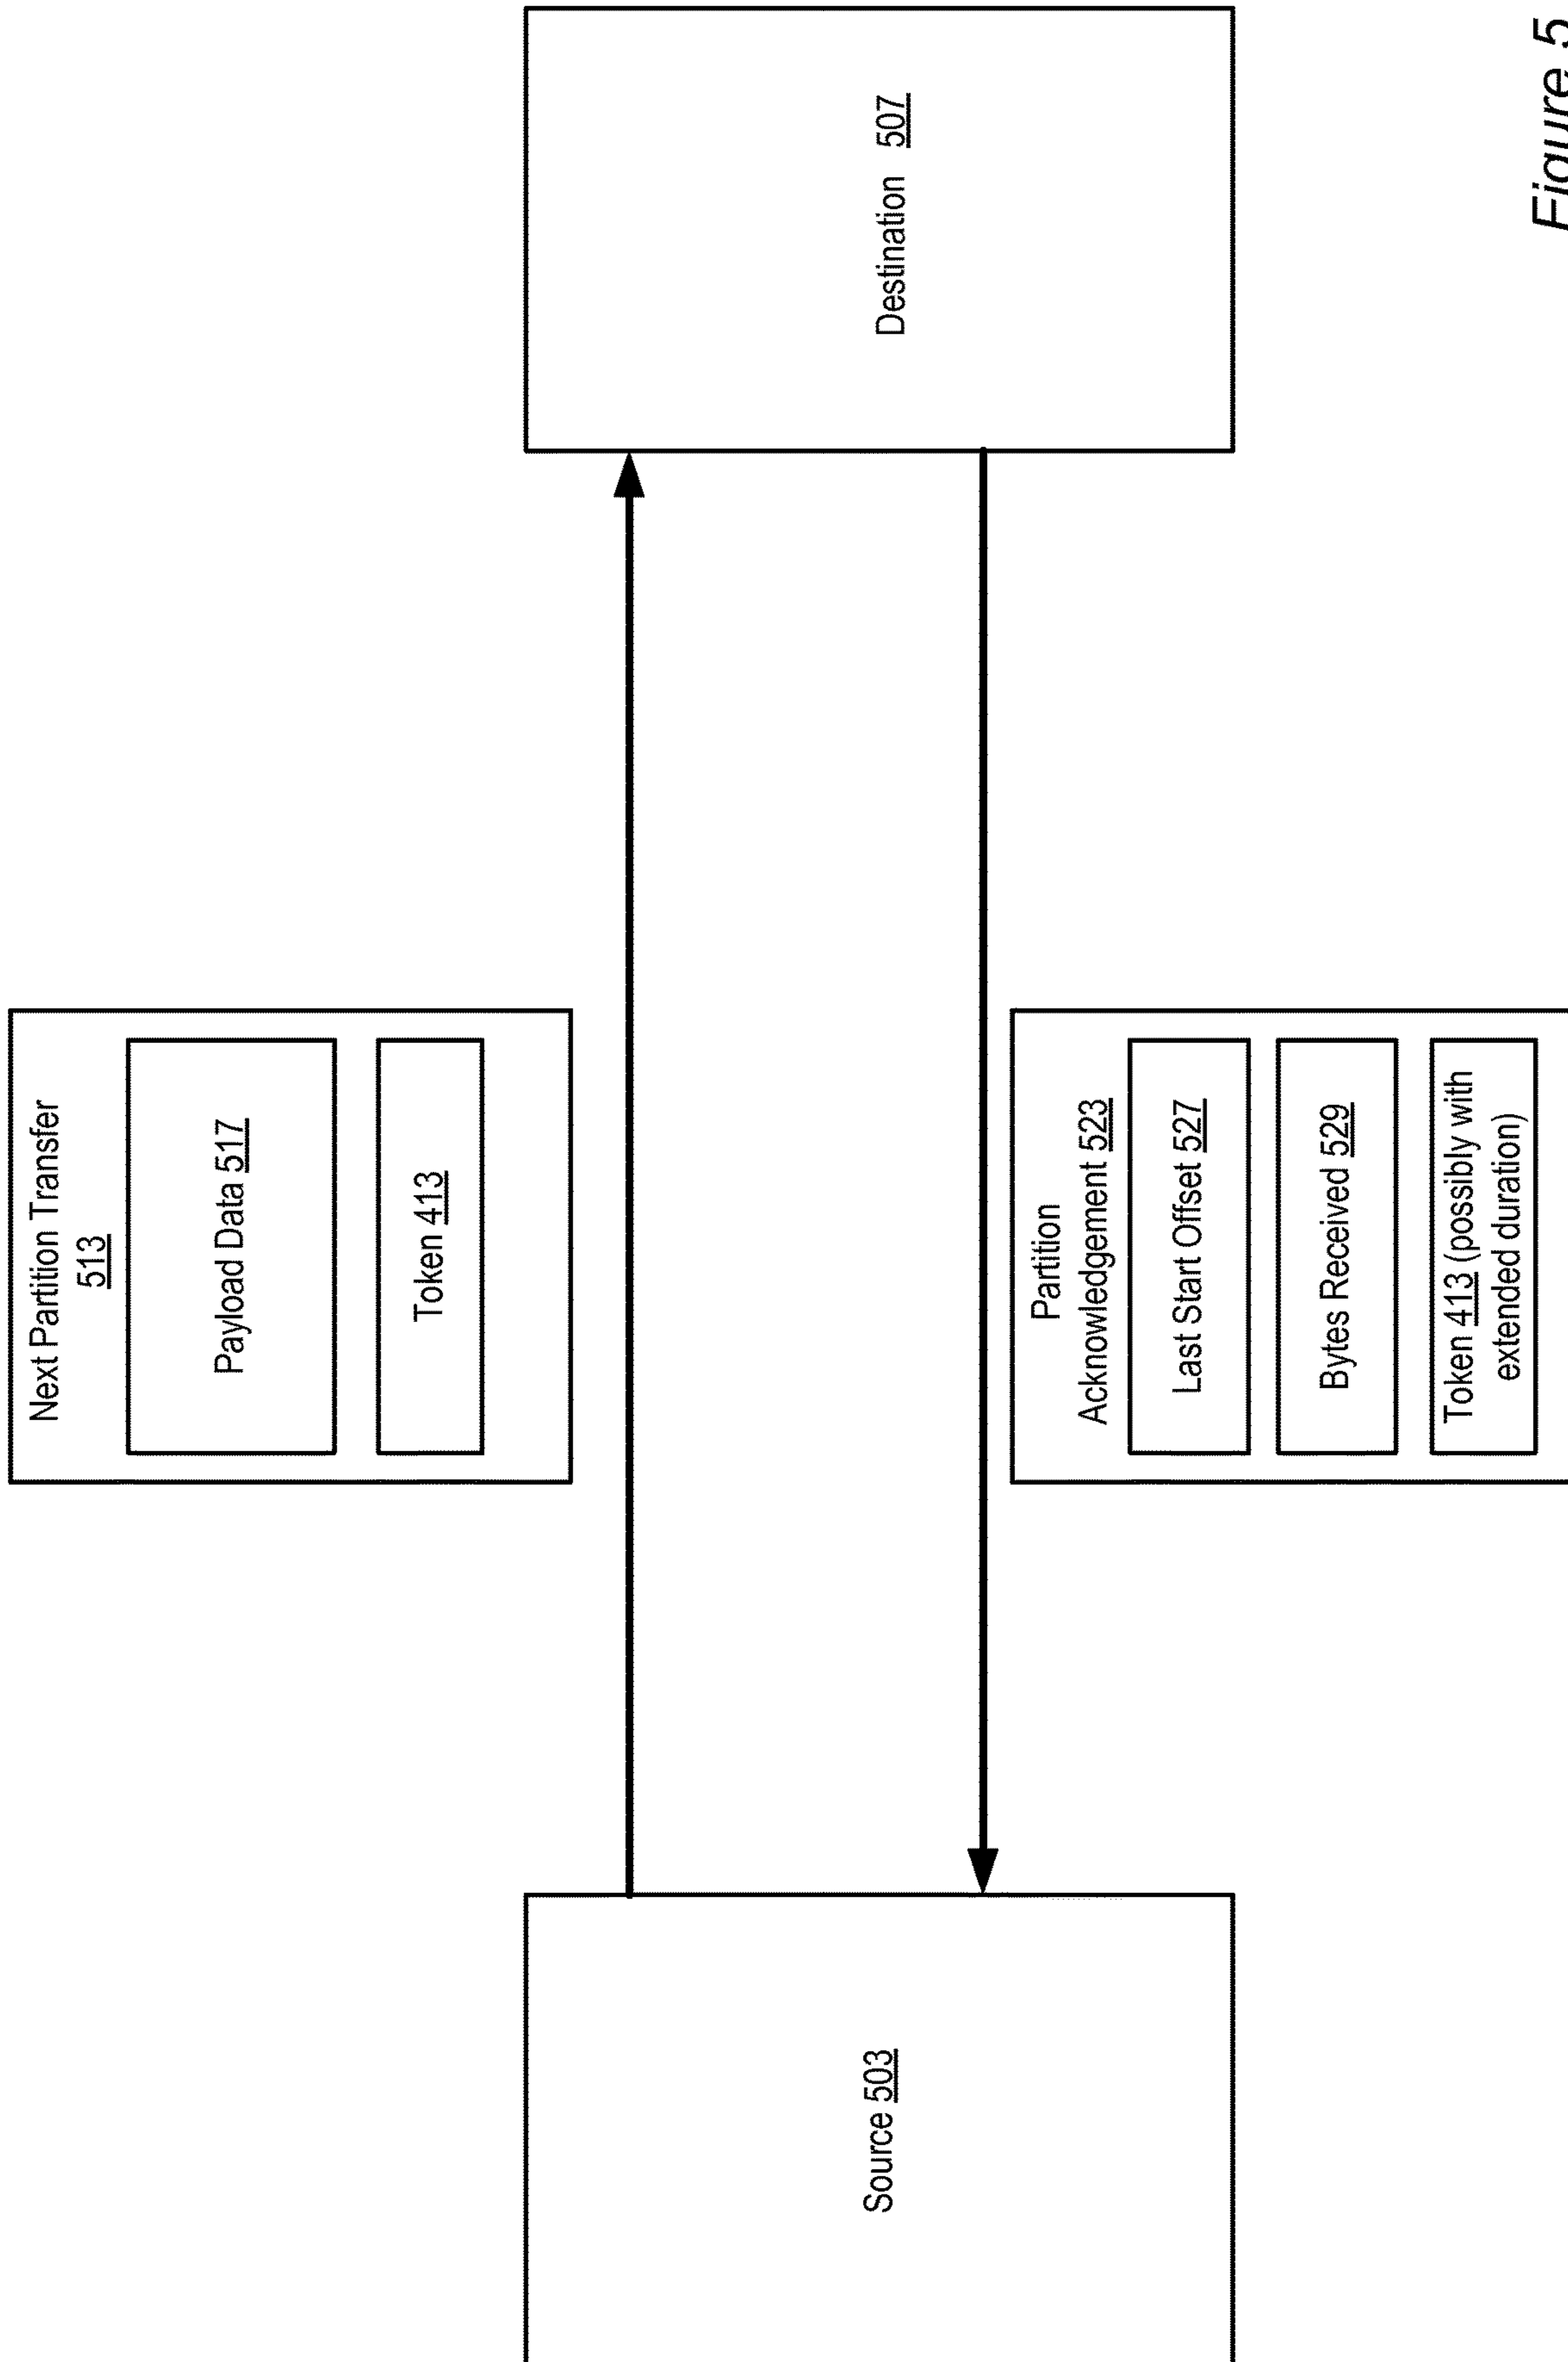 Next Partition Transfer
513
Payload Data 517
Token 413
Source 503
Destination 507
Partition
Acknowledgement 523
Last Start Offset 527
Bytes Received 529
Token 413 (possibly with
extended duration)
Figure 5